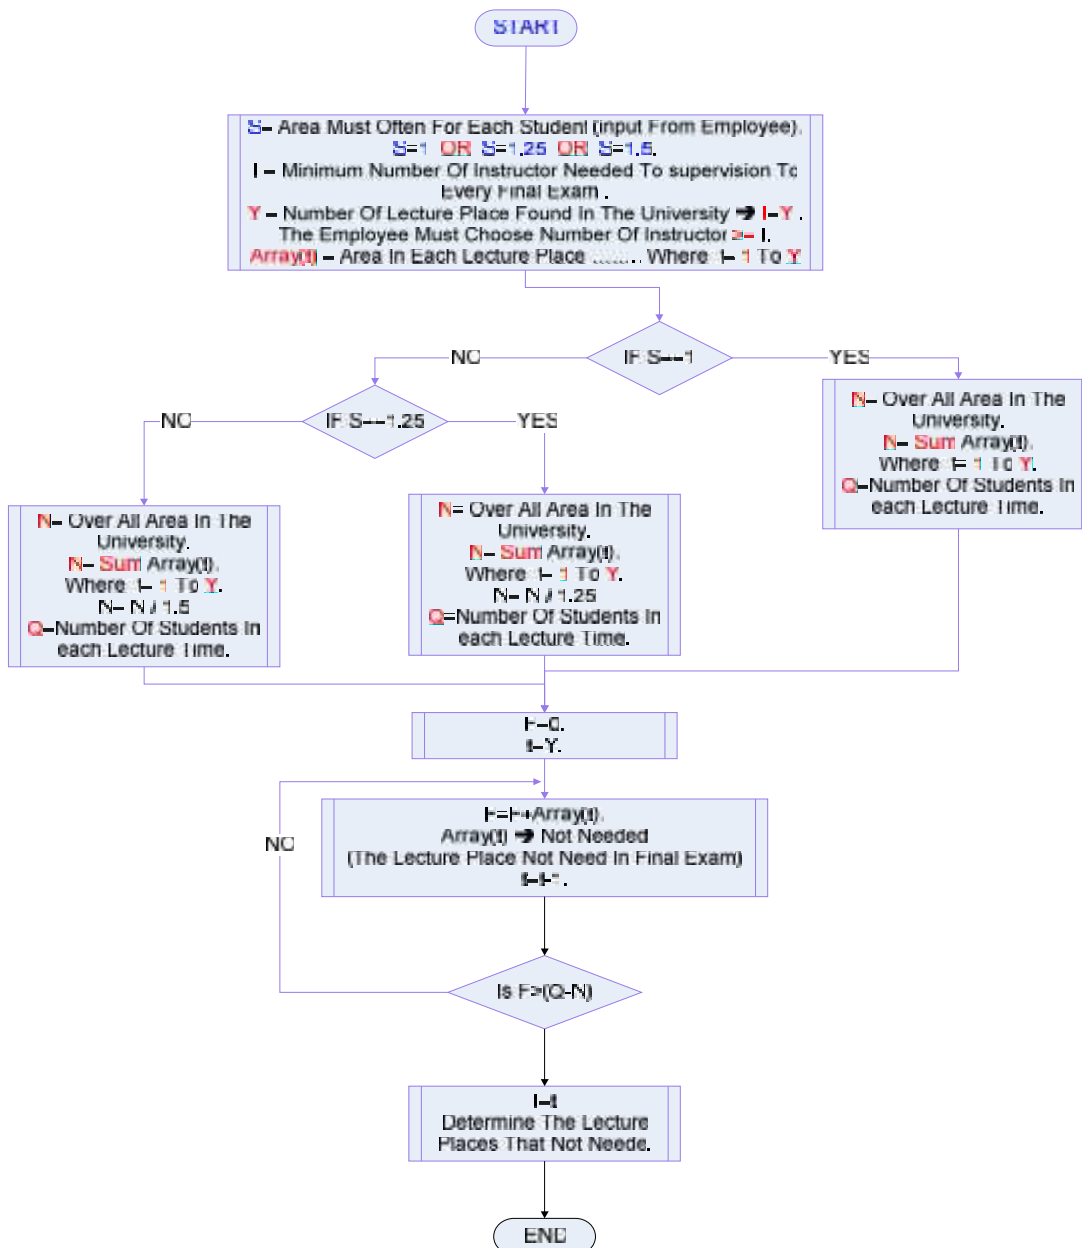 START
S= Area Must Often For Each Student (input From Employee).
S=1 OR S=1.25 OR S=1.5.
I = Minimum Number Of Instructor Needed To supervision To
Every Final Exam .
Y = Number Of Lecture Place Found In The University ➔ I=Y .
The Employee Must Choose Number Of Instructor >= I.
Array(t) = Area In Each Lecture Place ........ Where t= 1 To Y
IF S==1
NO
YES
IF S==1.25
NO
YES
N= Over All Area In The
University.
N= Sum Array(t).
Where t= 1 To Y.
Q=Number Of Students In
each Lecture Time.
N= Over All Area In The
University.
N= Sum Array(t).
Where t= 1 To Y.
N= N / 1.5
Q=Number Of Students In
each Lecture Time.
N= Over All Area In The
University.
N= Sum Array(t).
Where t= 1 To Y.
N= N / 1.25
Q=Number Of Students In
each Lecture Time.
F=0.
t=Y.
F=F+Array(t).
Array(t) ➔ Not Needed
(The Lecture Place Not Need In Final Exam)
t=t-1.
NO
Is F>(Q-N)
I=t
Determine The Lecture
Places That Not Neede.
END